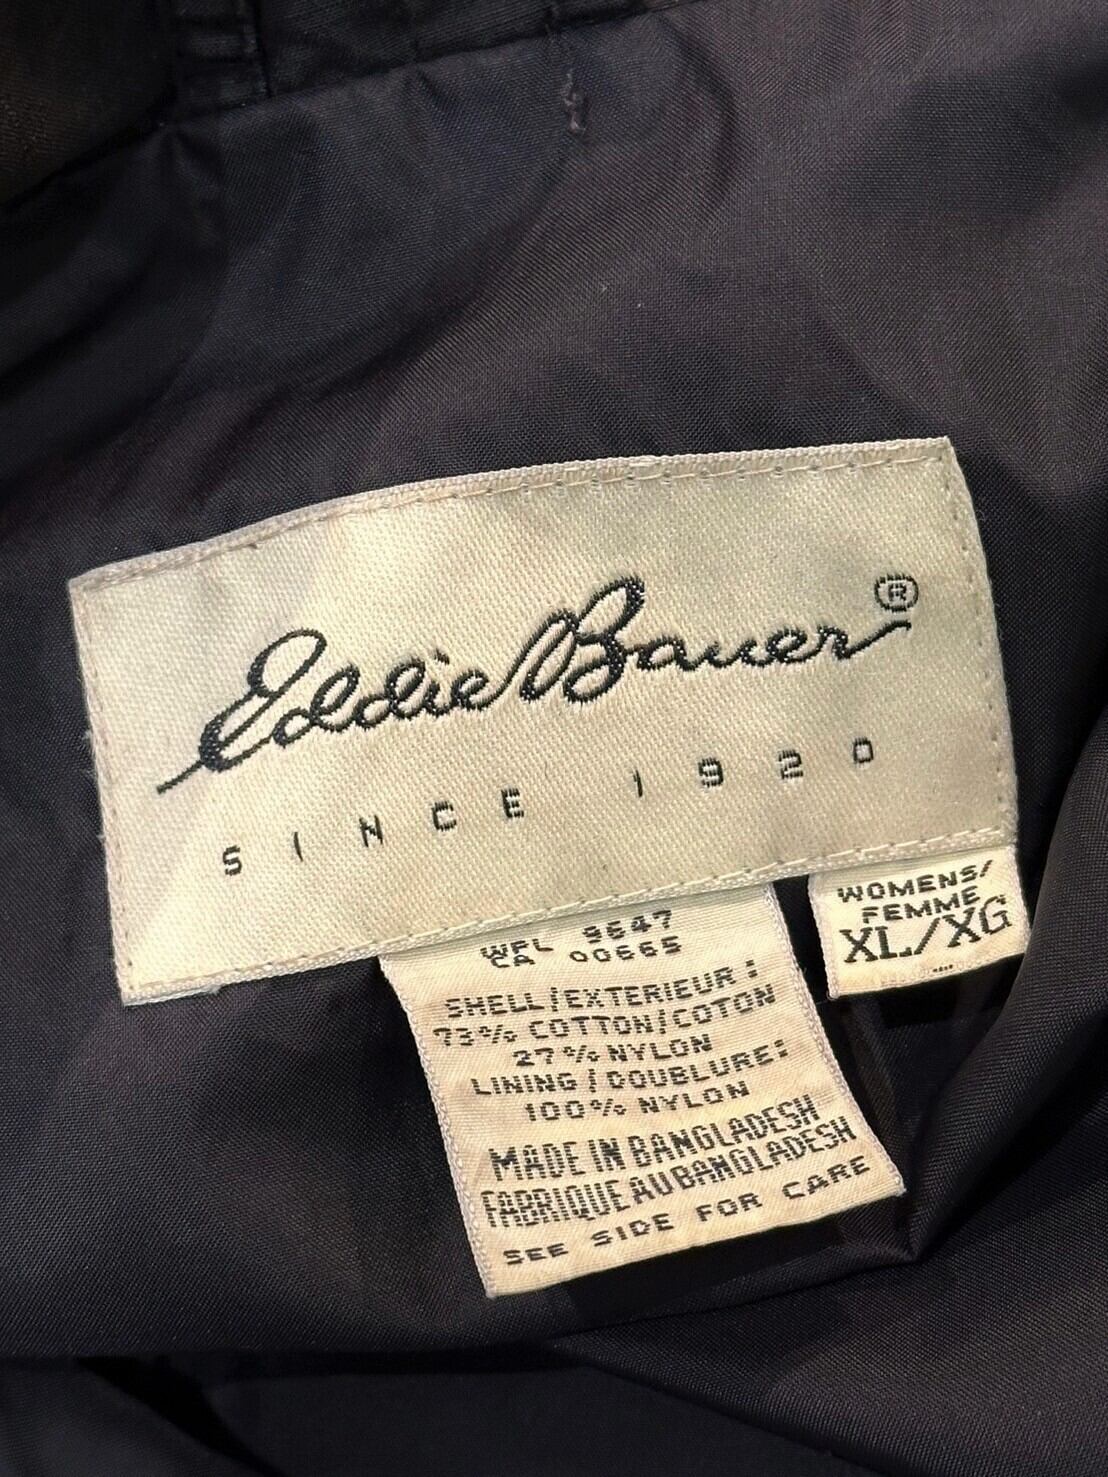 Eddie Bauer®
SINCE 1920
WOMENS/
FEMME
XL/XG
WPL 9647
CA 00665
SHELL/EXTERIEUR:
73% COTTON/COTON
27% NYLON
LINING/DOUBLURE:
100% NYLON
MADE IN BANGLADESH
FABRIQUE AU BANGLADESH
SEE SIDE FOR CARE